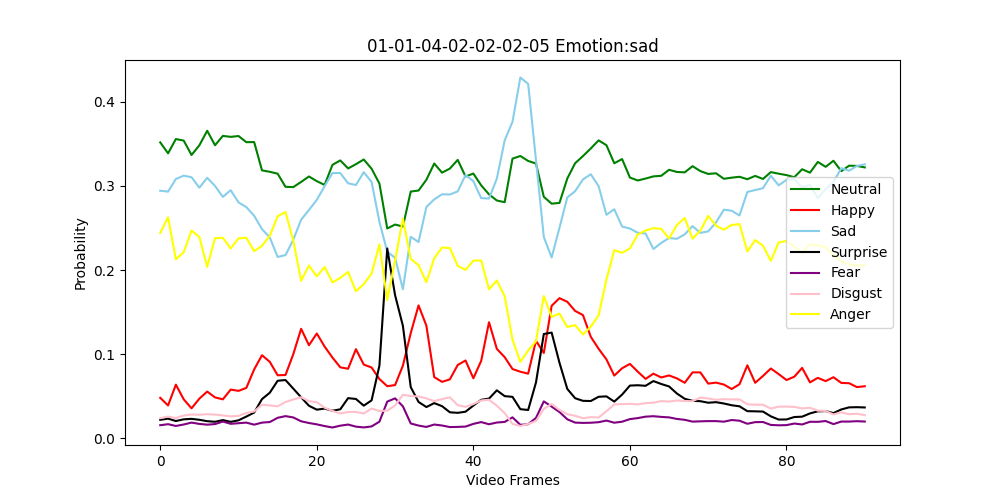 01-01-04-02-02-02-05 Emotion:sad
Probability
0.4
0.3
0.2
0.1
0.0
0
20
40
60
80
Video Frames
Neutral
Happy
Sad
Surprise
Fear
Disgust
Anger